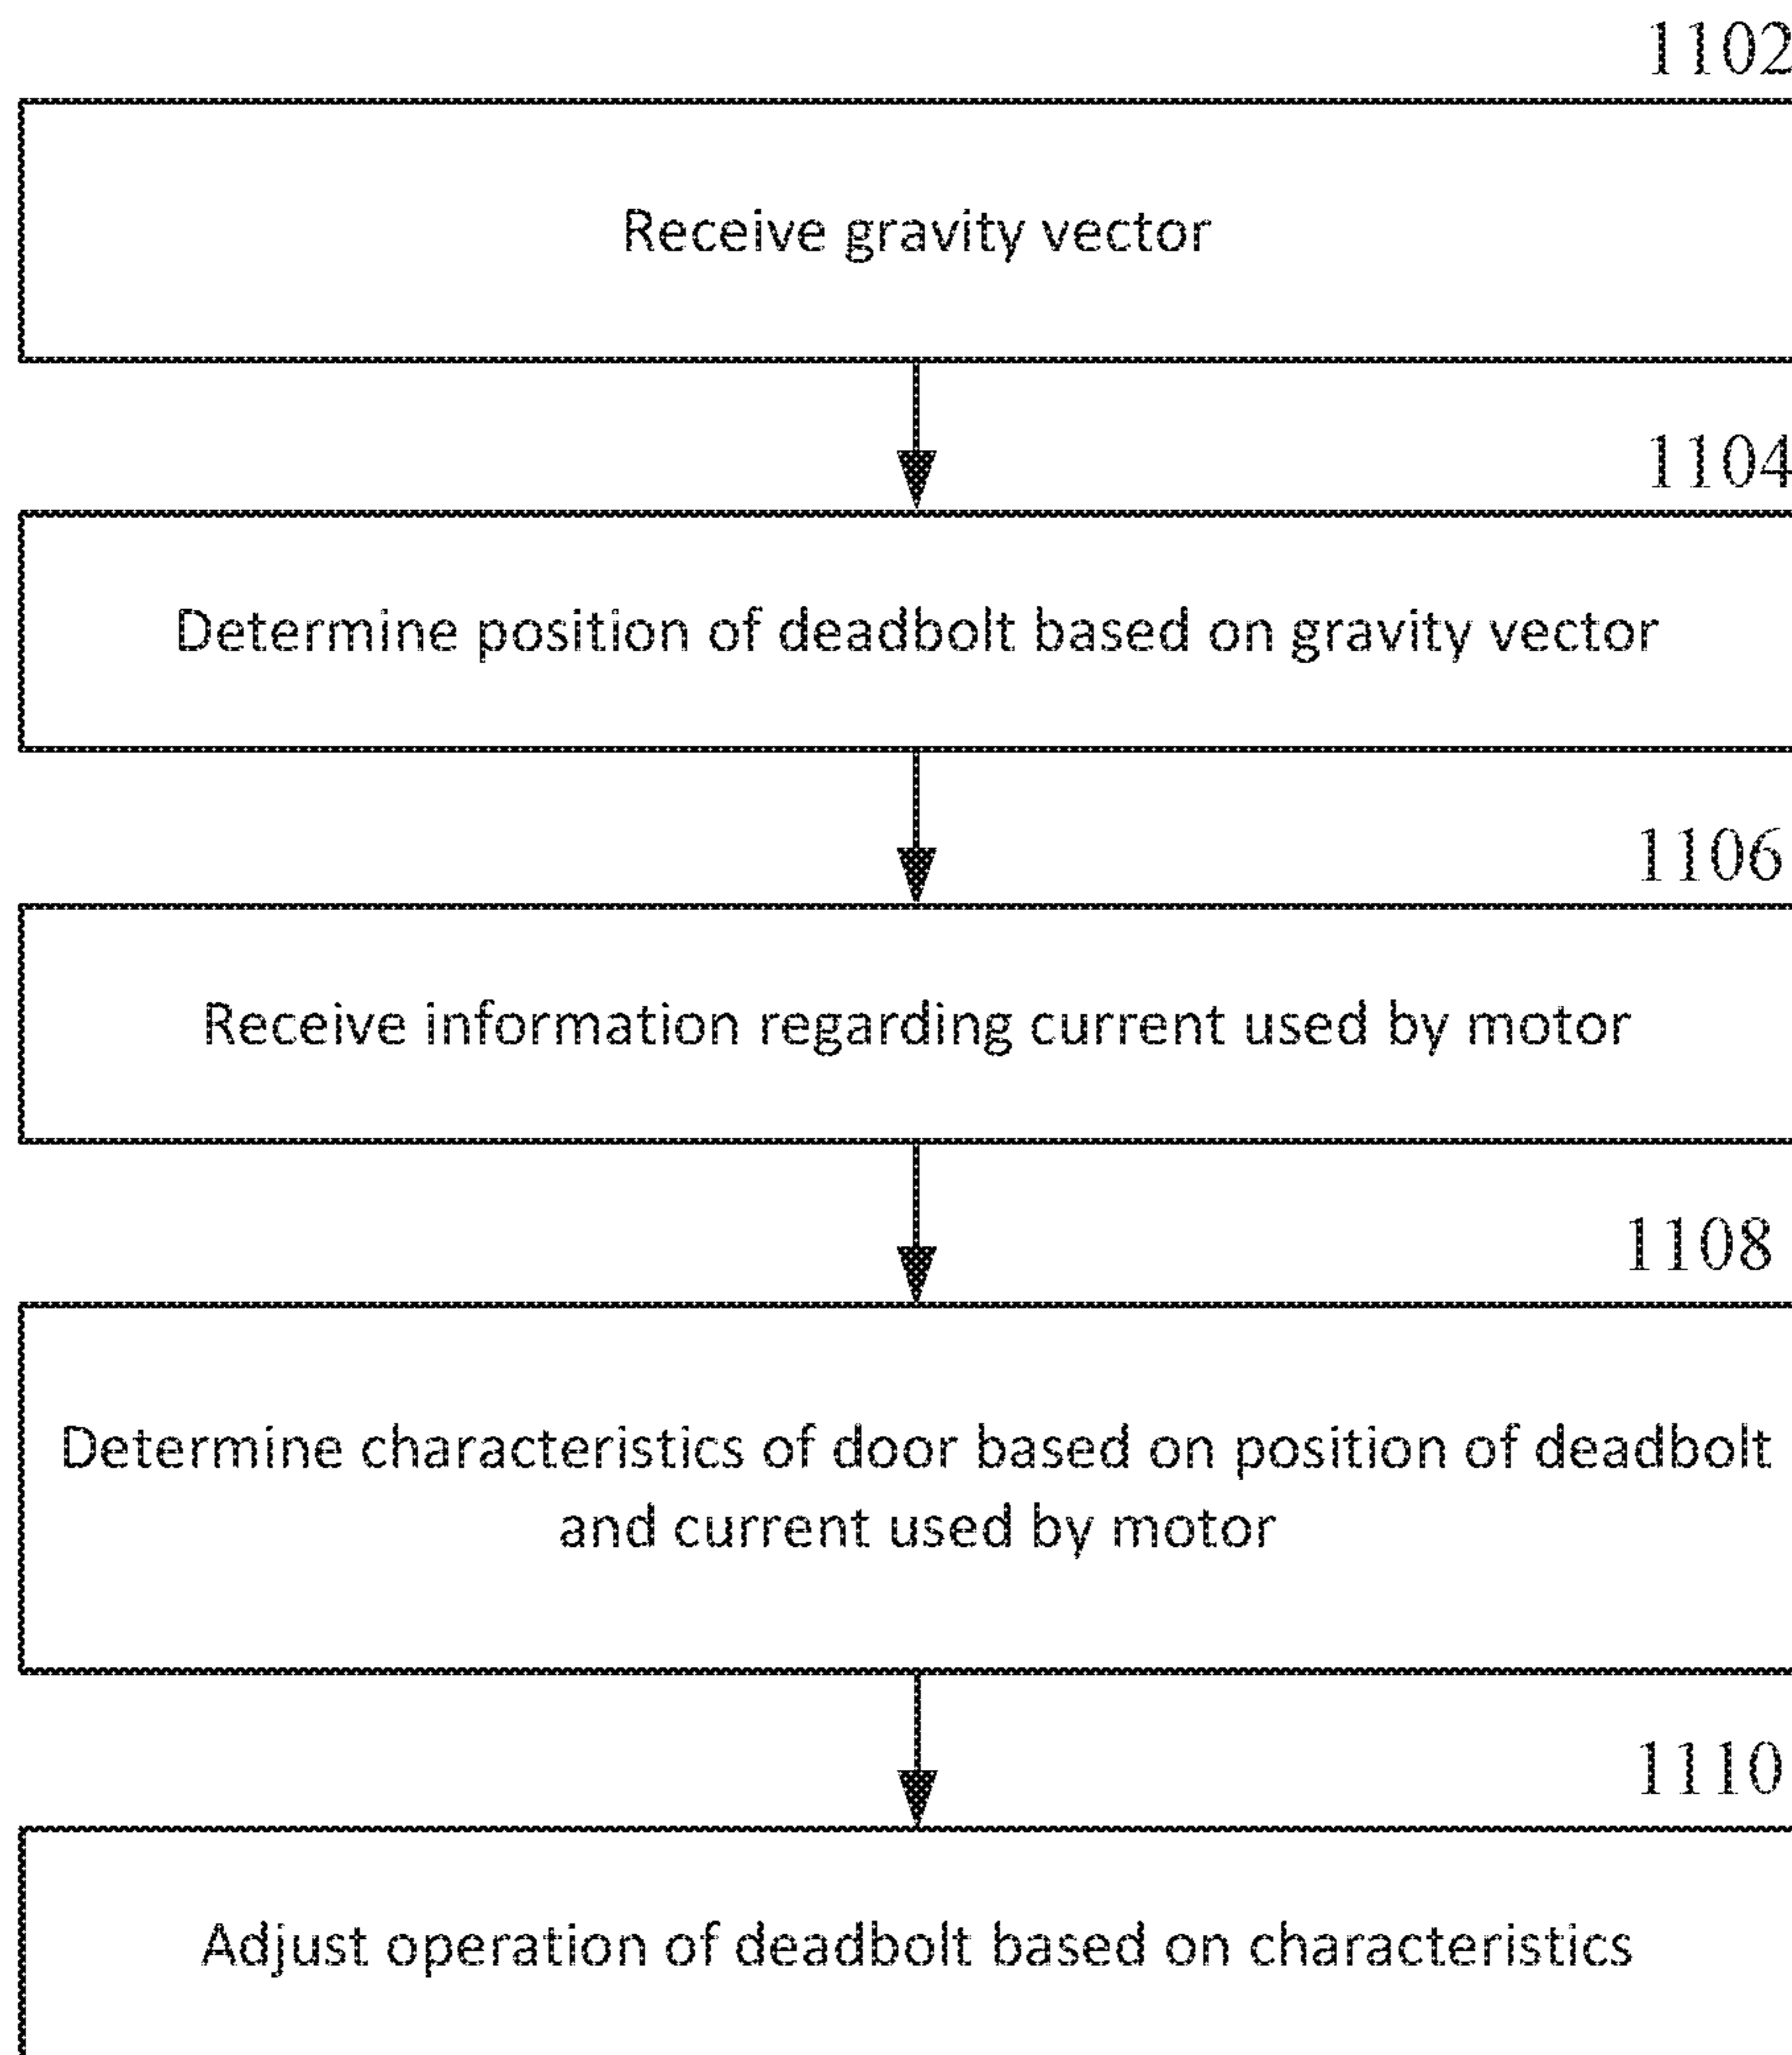 1102
Receive gravity vector
1104
Determine position of deadbolt based on gravity vector
1106
Receive information regarding current used by motor
1108
Determine characteristics of door based on position of deadbolt
and current used by motor
1110
Adjust operation of deadbolt based on characteristics